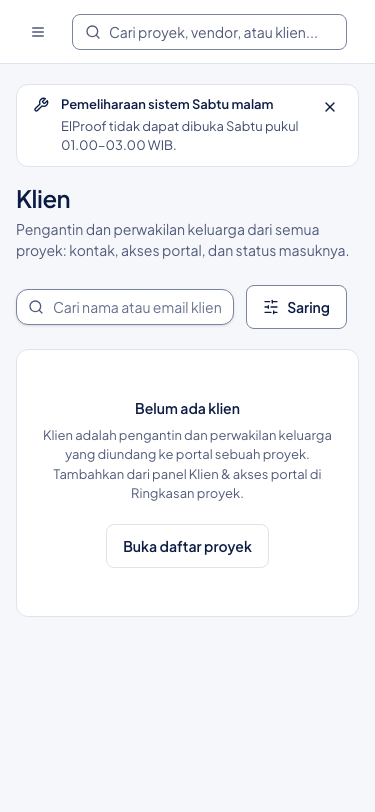 Cari proyek, vendor, atau klien...
Pemeliharaan sistem Sabtu malam
ElProof tidak dapat dibuka Sabtu pukul
01.00–03.00 WIB.
Klien
Pengantin dan perwakilan keluarga dari semua
proyek: kontak, akses portal, dan status masuknya.
Cari nama atau email klien
Saring
Belum ada klien
Klien adalah pengantin dan perwakilan keluarga
yang diundang ke portal sebuah proyek.
Tambahkan dari panel Klien & akses portal di
Ringkasan proyek.
Buka daftar proyek